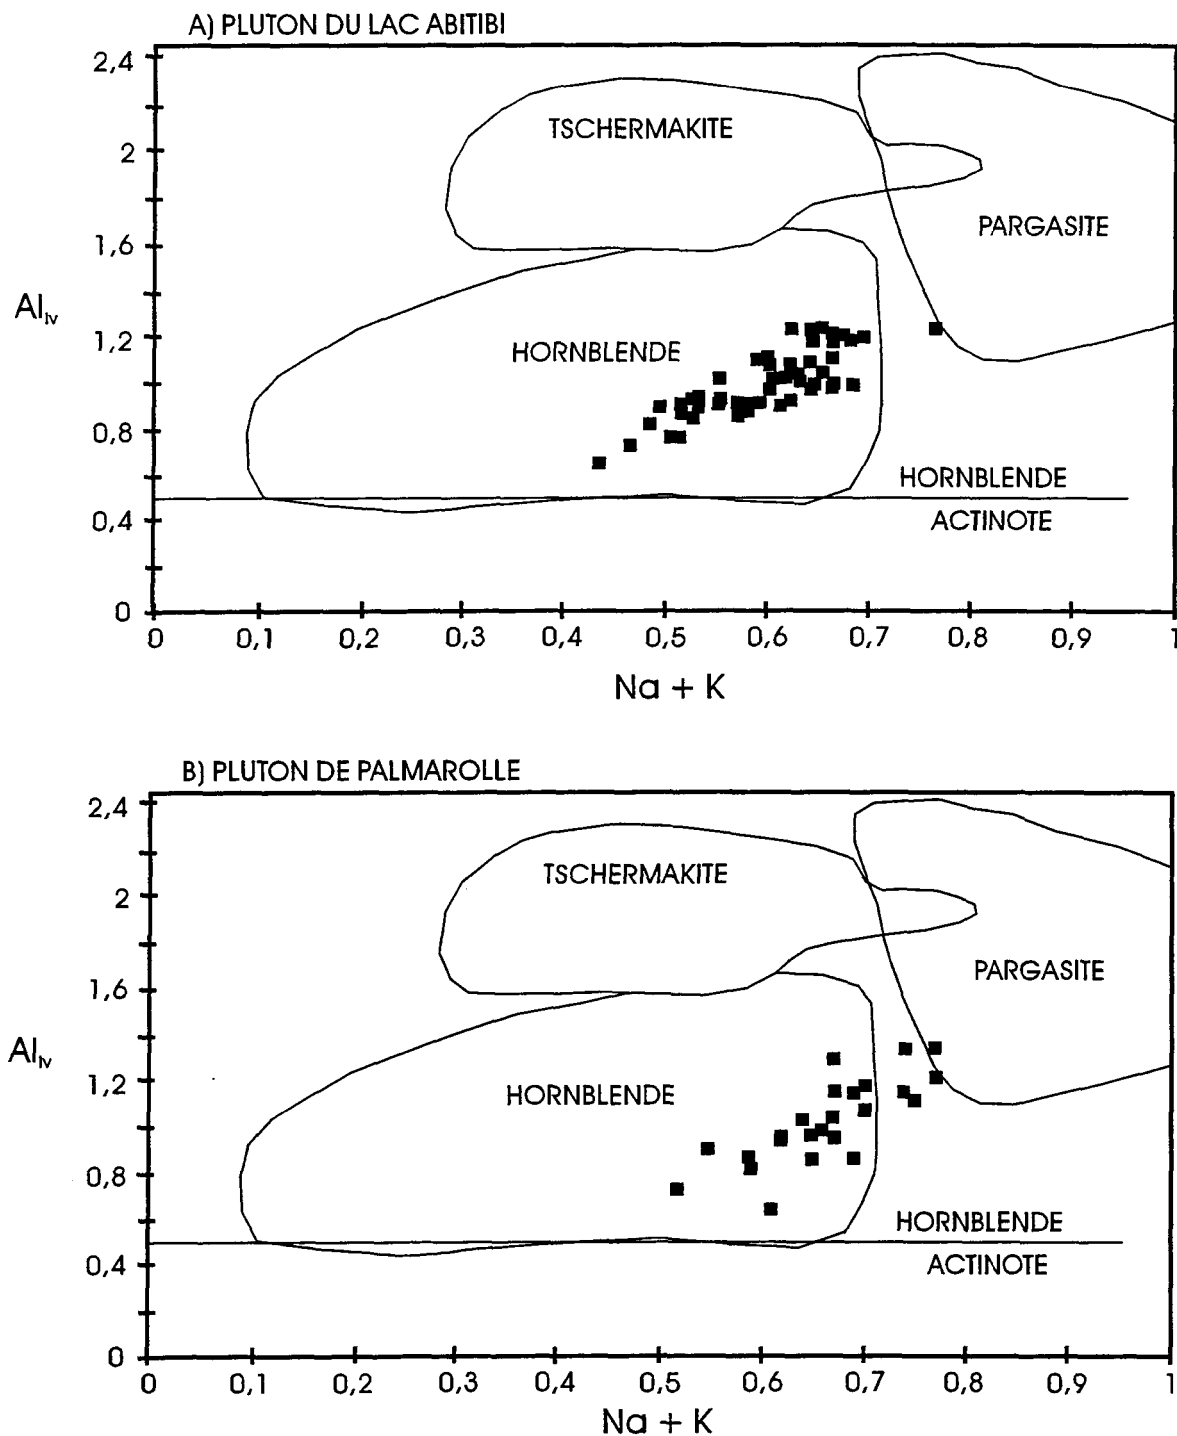 A) PLUTON DU LAC ABITIBI
2,4
TSCHERMAKITE
2
PARGASITE
1,6
Al_iv
1,2
HORNBLENDE
0,8
HORNBLENDE
0,4
ACTINOTE
0
0 0,1 0,2 0,3 0,4 0,5 0,6 0,7 0,8 0,9 1
Na + K
B) PLUTON DE PALMAROLLE
2,4
TSCHERMAKITE
2
PARGASITE
1,6
Al_iv
1,2
HORNBLENDE
0,8
HORNBLENDE
0,4
ACTINOTE
0
0 0,1 0,2 0,3 0,4 0,5 0,6 0,7 0,8 0,9 1
Na + K